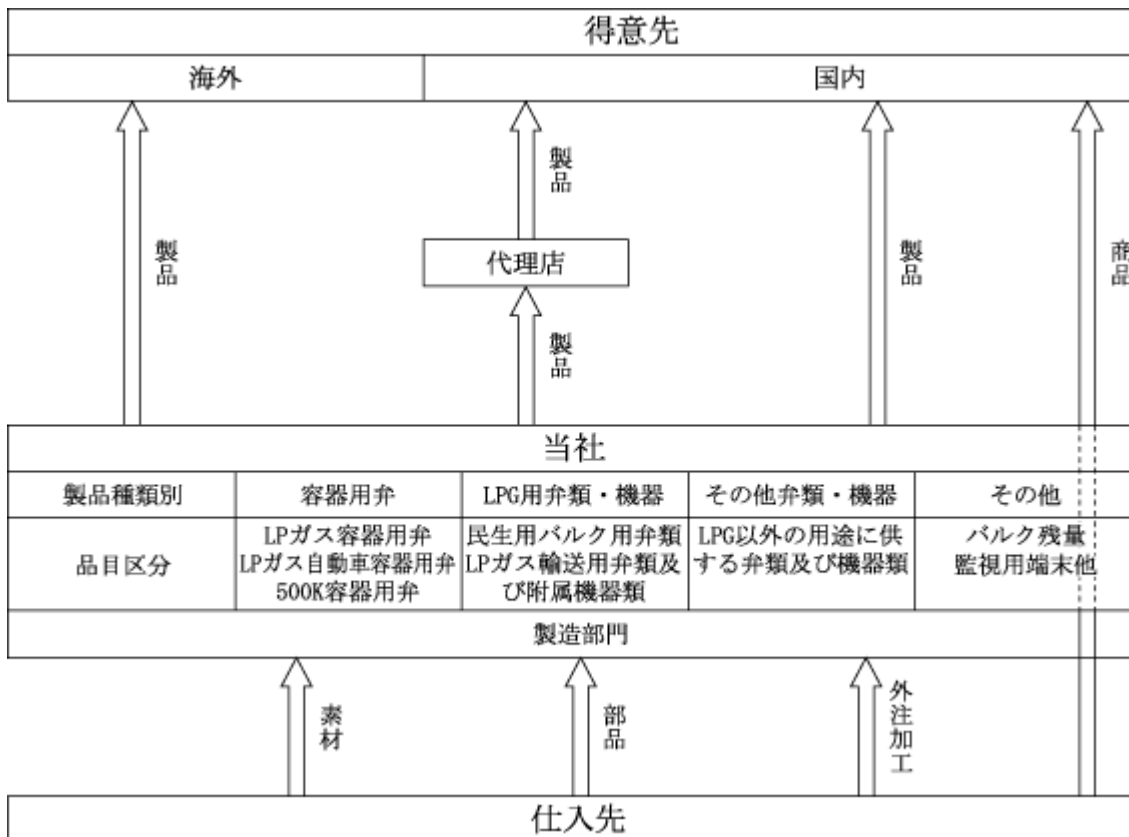 得意先
海外
国内
製品
代理店
製品
製品
製品
商品
当社
製品種類別
容器用弁
LPG用弁類・機器
その他弁類・機器
その他
品目区分
LPガス容器用弁
LPガス自動車容器用弁
500K容器用弁
民生用バルク用弁類
LPガス輸送用弁類及
び附属機器類
LPG以外の用途に供
する弁類及び機器類
バルク残量
監視用端末他
製造部門
素材
部品
外注加工
仕入先